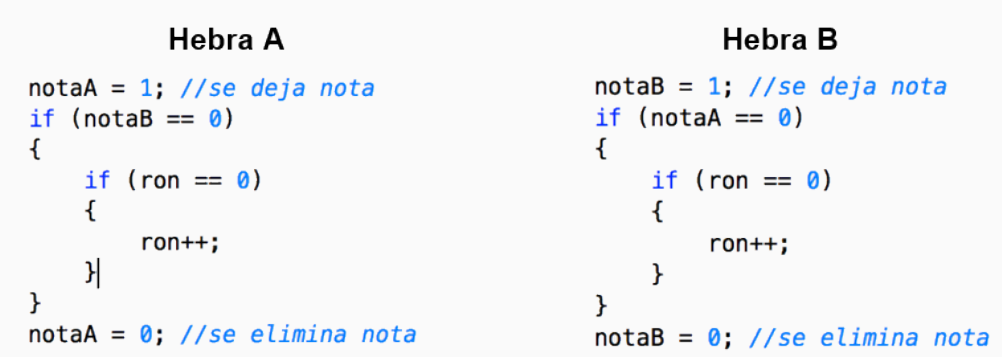 Hebra A
notaA = 1; //se deja nota
if (notaB == 0)
{
if (ron == 0)
{
ron++;
}
}
notaA = 0; //se elimina nota
Hebra B
notaB = 1; //se deja nota
if (notaA == 0)
{
if (ron == 0)
{
ron++;
}
}
notaB = 0; //se elimina nota